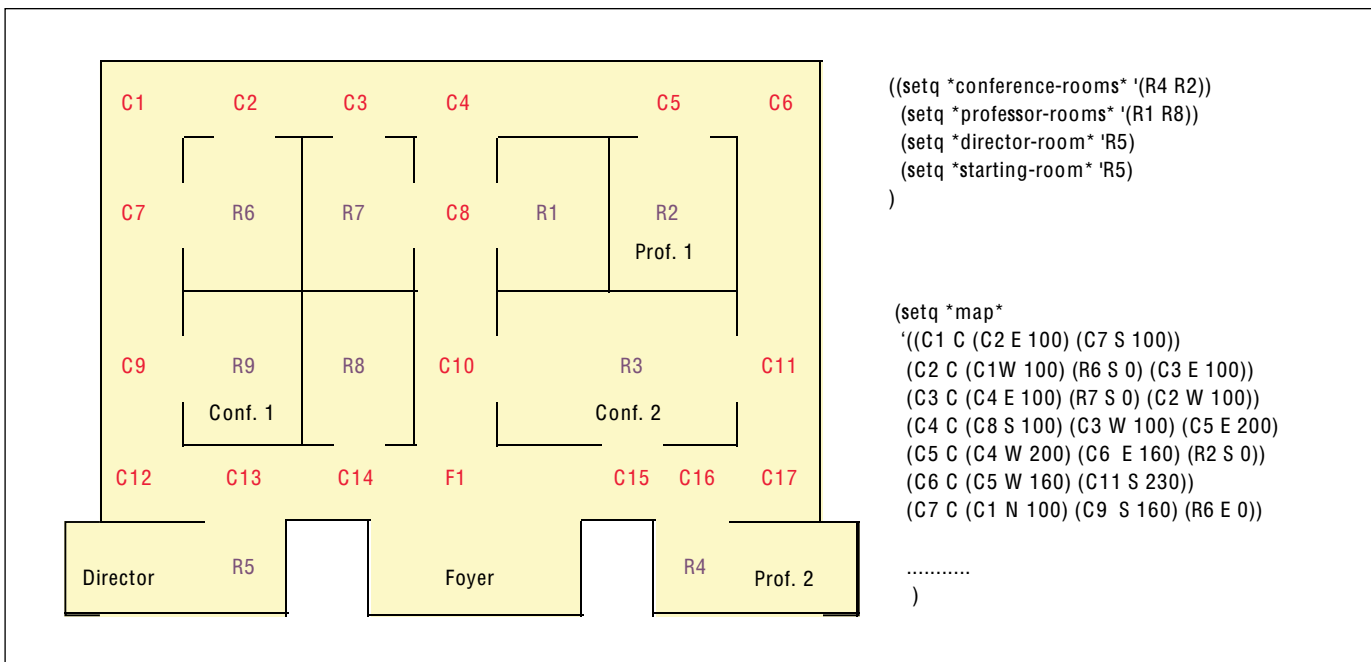 C1 C2 C3 C4 C5 C6
C7 R6 R7 C8 R1 R2
Prof. 1
C9 R9 R8 C10 R3 C11
Conf. 1 Conf. 2
C12 C13 C14 F1 C15 C16 C17
Director R5 Foyer R4 Prof. 2
((setq *conference-rooms* '(R4 R2))
(setq *professor-rooms* '(R1 R8))
(setq *director-room* 'R5)
(setq *starting-room* 'R5)
)
(setq *map*
‘((C1 C (C2 E 100) (C7 S 100))
(C2 C (C1W 100) (R6 S 0) (C3 E 100))
(C3 C (C4 E 100) (R7 S 0) (C2 W 100))
(C4 C (C8 S 100) (C3 W 100) (C5 E 200)
(C5 C (C4 W 200) (C6 E 160) (R2 S 0))
(C6 C (C5 W 160) (C11 S 230))
(C7 C (C1 N 100) (C9 S 160) (R6 E 0))
...........
)